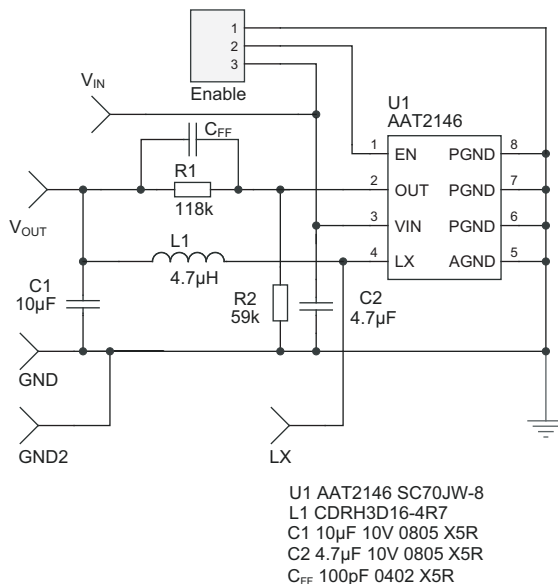 1
2
3
Enable
V_IN
U1
AAT2146
C_FF
R1
118k
1 EN PGND 8
2 OUT PGND 7
3 VIN PGND 6
4 LX AGND 5
V_OUT
L1
4.7µH
C1
10µF
R2
59k
C2
4.7µF
GND
GND2
LX
U1 AAT2146 SC70JW-8
L1 CDRH3D16-4R7
C1 10µF 10V 0805 X5R
C2 4.7µF 10V 0805 X5R
C_FF 100pF 0402 X5R